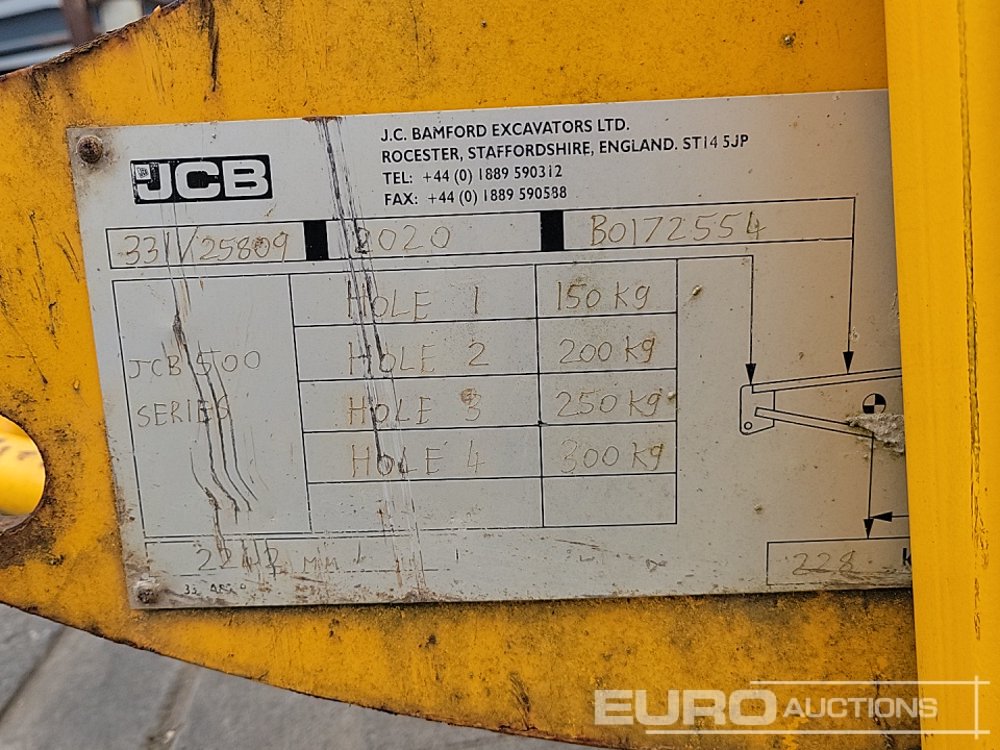 JCB
J.C. BAMFORD EXCAVATORS LTD.
ROCESTER, STAFFORDSHIRE, ENGLAND. ST14 5JP
TEL: +44 (0) 1889 590312
FAX: +44 (0) 1889 590588
331/25809 2020 B0172554
HOLE 1 150 kg
HOLE 2 200 kg
JCB 500
HOLE 3 250 kg
SERIES
HOLE 4 300 kg
MM
228 K
EURO AUCTIONS